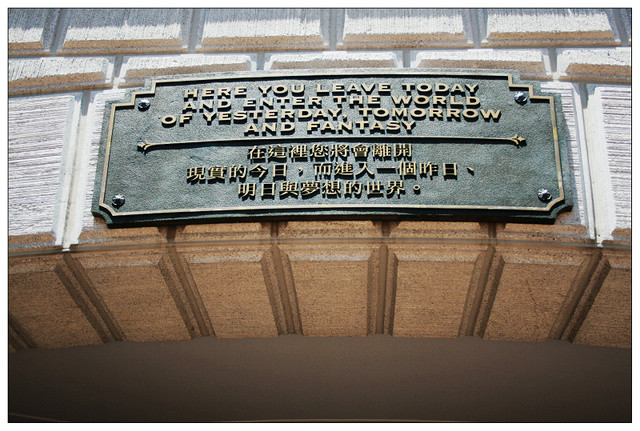 HERE YOU LEAVE TODAY
AND ENTER THE WORLD
OF YESTERDAY, TOMORROW
AND FANTASY
在這裡您將會離開
現實的今日，而進入一個昨日、
明日與夢想的世界。